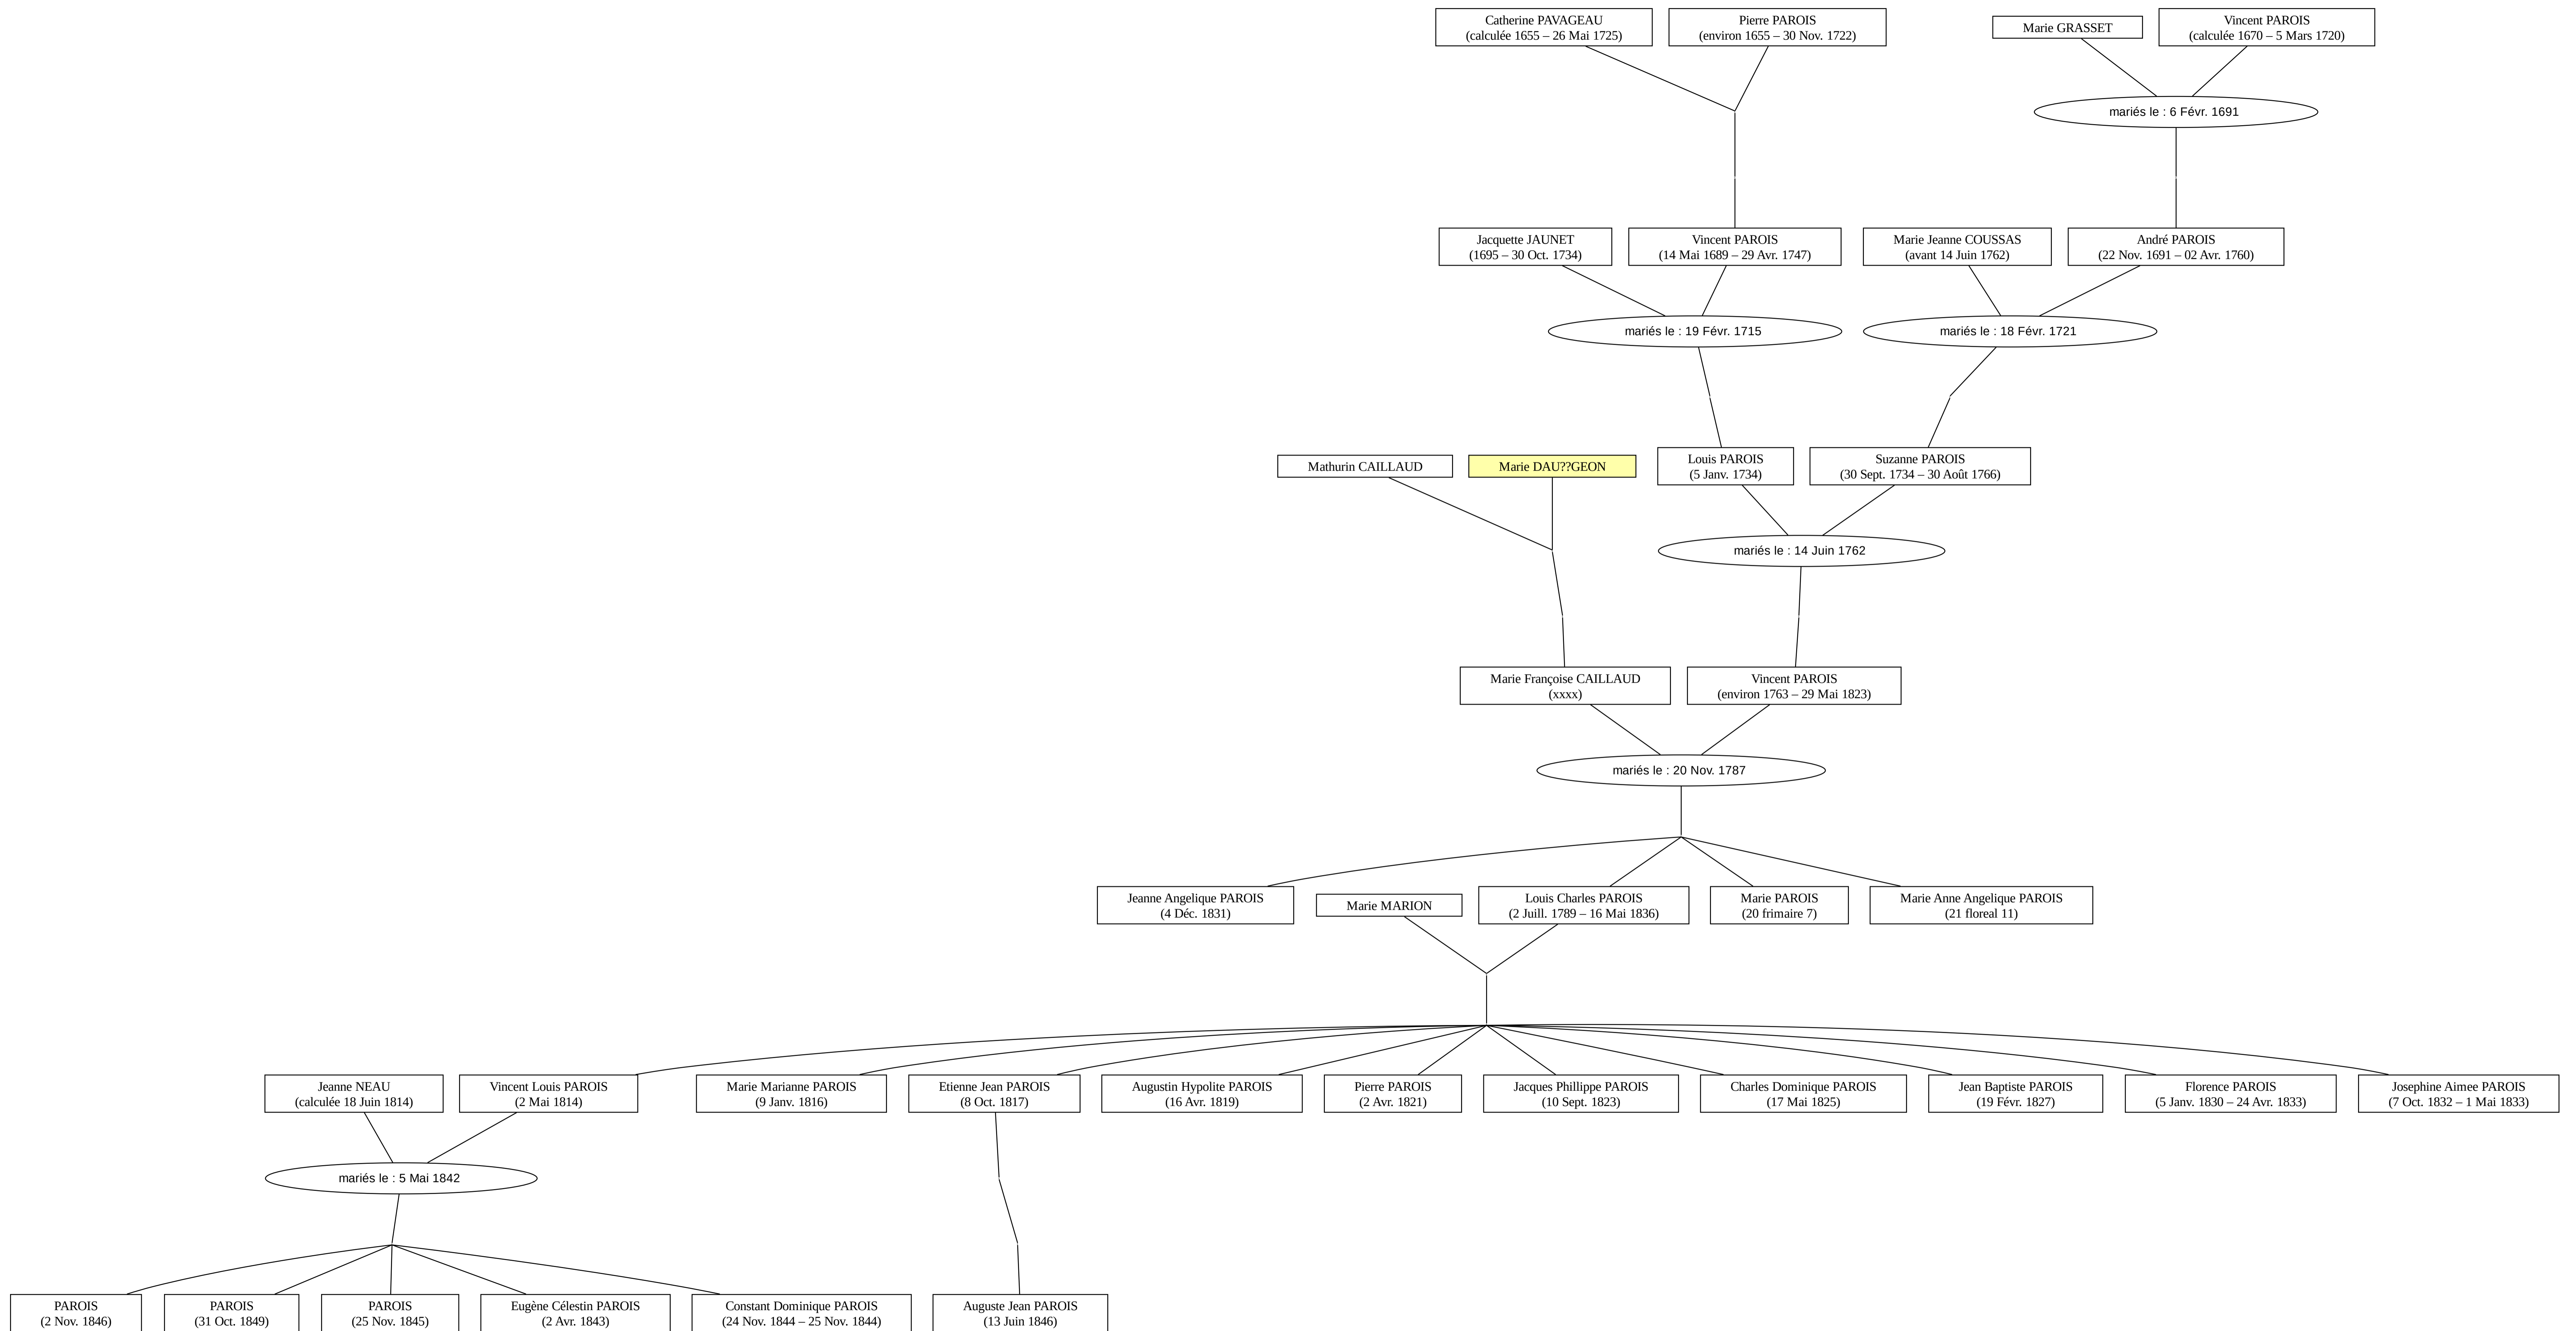 Catherine PAVAGEAU
(calculée 1655 – 26 Mai 1725)
Pierre PAROIS
(environ 1655 – 30 Nov. 1722)
Marie GRASSET
Vincent PAROIS
(calculée 1670 – 5 Mars 1720)
mariés le : 6 Févr. 1691
Jacquette JAUNET
(1695 – 30 Oct. 1734)
Vincent PAROIS
(14 Mai 1689 – 29 Avr. 1747)
Marie Jeanne COUSSAS
(avant 14 Juin 1762)
André PAROIS
(22 Nov. 1691 – 02 Avr. 1760)
mariés le : 19 Févr. 1715
mariés le : 18 Févr. 1721
Mathurin CAILLAUD
Marie DAU??GEON
Louis PAROIS
(5 Janv. 1734)
Suzanne PAROIS
(30 Sept. 1734 – 30 Août 1766)
mariés le : 14 Juin 1762
Marie Françoise CAILLAUD
(xxxx)
Vincent PAROIS
(environ 1763 – 29 Mai 1823)
mariés le : 20 Nov. 1787
Jeanne Angelique PAROIS
(4 Déc. 1831)
Marie MARION
Louis Charles PAROIS
(2 Juill. 1789 – 16 Mai 1836)
Marie PAROIS
(20 frimaire 7)
Marie Anne Angelique PAROIS
(21 floreal 11)
Jeanne NEAU
(calculée 18 Juin 1814)
Vincent Louis PAROIS
(2 Mai 1814)
Marie Marianne PAROIS
(9 Janv. 1816)
Etienne Jean PAROIS
(8 Oct. 1817)
Augustin Hypolite PAROIS
(16 Avr. 1819)
Pierre PAROIS
(2 Avr. 1821)
Jacques Phillippe PAROIS
(10 Sept. 1823)
Charles Dominique PAROIS
(17 Mai 1825)
Jean Baptiste PAROIS
(19 Févr. 1827)
Florence PAROIS
(5 Janv. 1830 – 24 Avr. 1833)
Josephine Aimee PAROIS
(7 Oct. 1832 – 1 Mai 1833)
mariés le : 5 Mai 1842
PAROIS
(2 Nov. 1846)
PAROIS
(31 Oct. 1849)
PAROIS
(25 Nov. 1845)
Eugène Célestin PAROIS
(2 Avr. 1843)
Constant Dominique PAROIS
(24 Nov. 1844 – 25 Nov. 1844)
Auguste Jean PAROIS
(13 Juin 1846)